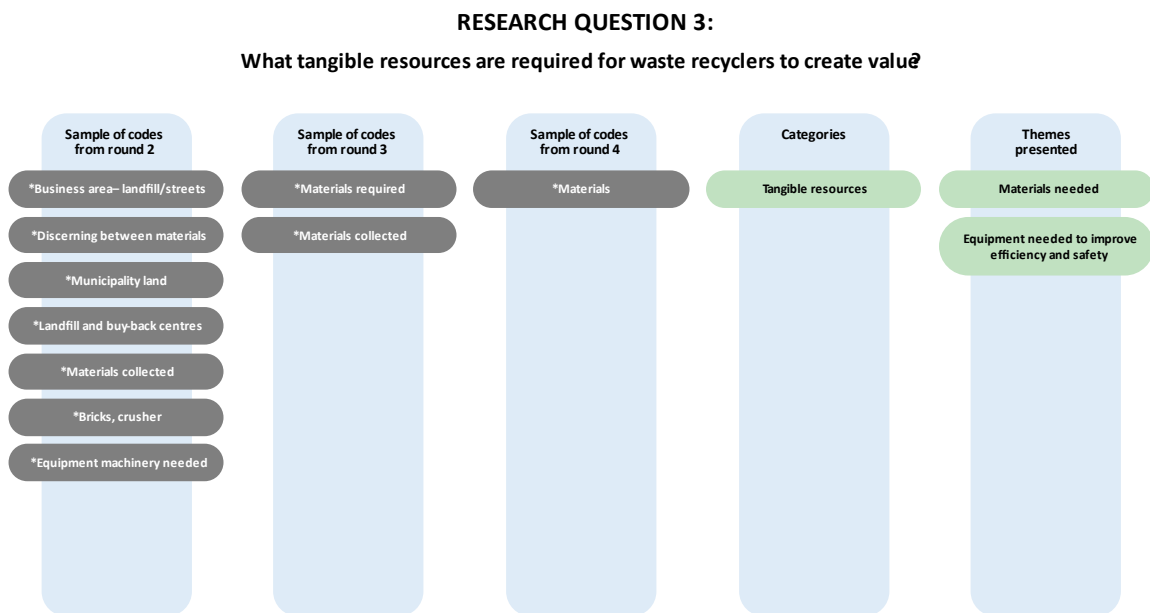 RESEARCH QUESTION 3:
What tangible resources are required for waste recyclers to create value?
Sample of codes
from round 2
*Business area– landfill/streets
*Discerning between materials
*Municipality land
*Landfill and buy-back centres
*Materials collected
*Bricks, crusher
*Equipment machinery needed
Sample of codes
from round 3
*Materials required
*Materials collected
Sample of codes
from round 4
*Materials
Categories
Tangible resources
Themes
presented
Materials needed
Equipment needed to improve
efficiency and safety